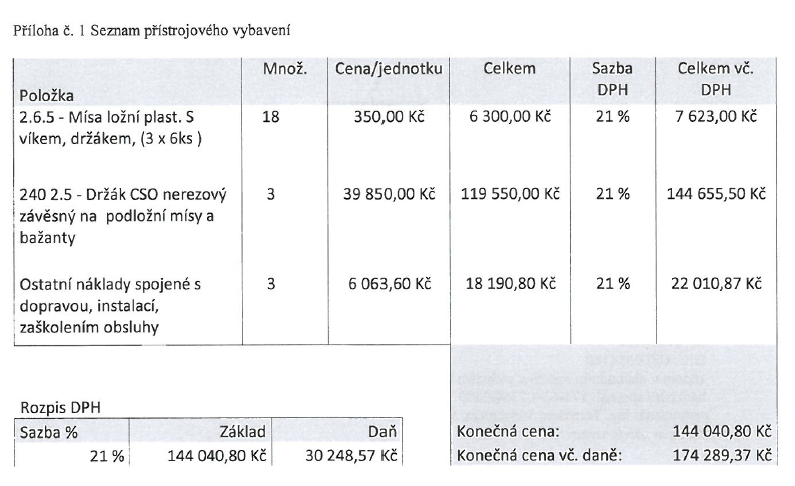 Příloha č. 1 Seznam přístrojového vybavení
Položka Množ. Cena/jednotku Celkem Sazba DPH Celkem vč. DPH
2.6.5 - Mísa ložní plast. S 18 350,00 Kč 6 300,00 Kč 21 % 7 623,00 Kč
víkem, držákem, (3 x 6ks )
240 2.5 - Držák CSO nerezový 3 39 850,00 Kč 119 550,00 Kč 21 % 144 655,50 Kč
závěsný na podložní mísy a
bažanty
Ostatní náklady spojené s 3 6 063,60 Kč 18 190,80 Kč 21 % 22 010,87 Kč
dopravou, instalací,
zaškolením obsluhy
Rozpis DPH
Sazba % Základ Daň
21 % 144 040,80 Kč 30 248,57 Kč
Konečná cena: 144 040,80 Kč
Konečná cena vč. daně: 174 289,37 Kč